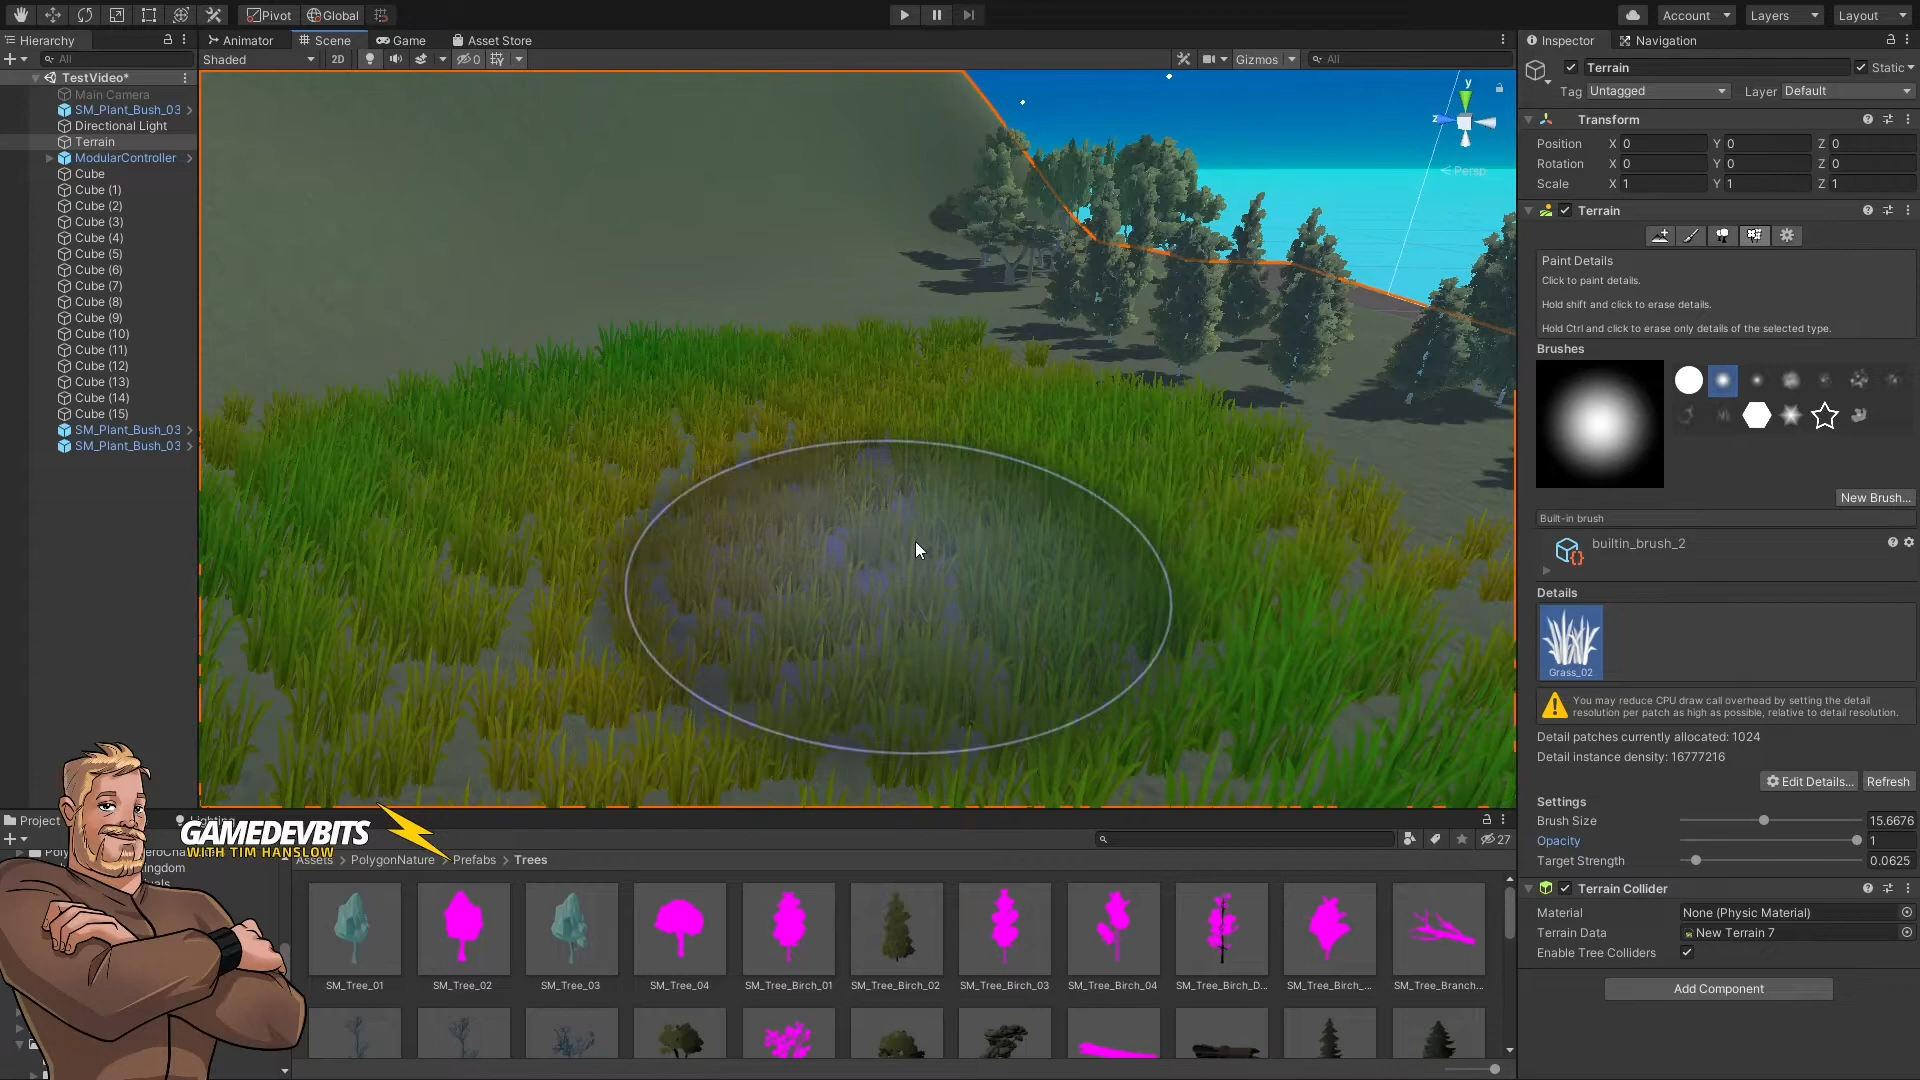 Pivot Global Account Layers Layout
Hierarchy Animator Scene Game Asset Store Inspector Navigation
All Shaded 2D 0 Gizmos All
TestVideo*
Main Camera
SM_Plant_Bush_03
Directional Light
Terrain
ModularController
Cube
Cube (1)
Cube (2)
Cube (3)
Cube (4)
Cube (5)
Cube (6)
Cube (7)
Cube (8)
Cube (9)
Cube (10)
Cube (11)
Cube (12)
Cube (13)
Cube (14)
Cube (15)
SM_Plant_Bush_03
SM_Plant_Bush_03
y
z
Persp
Terrain Static
Tag Untagged Layer Default
Transform
Position X 0 Y 0 Z 0
Rotation X 0 Y 0 Z 0
Scale X 1 Y 1 Z 1
Terrain
Paint Details
Click to paint details.
Hold shift and click to erase details.
Hold Ctrl and click to erase only details of the selected type.
Brushes
New Brush...
Built-in brush
builtin_brush_2
Details
Grass_02
You may reduce CPU draw call overhead by setting the detail
resolution per patch as high as possible, relative to detail resolution.
Detail patches currently allocated: 1024
Detail instance density: 16777216
Edit Details... Refresh
Settings
Brush Size 15.6676
Opacity 1
Target Strength 0.0625
Terrain Collider
Material None (Physic Material)
Terrain Data New Terrain 7
Enable Tree Colliders
Add Component
Project
GAMEDEVBITS
WITH TIM HANSLOW
27
Assets > PolygonNature > Prefabs > Trees
SM_Tree_01 SM_Tree_02 SM_Tree_03 SM_Tree_04 SM_Tree_Birch_01 SM_Tree_Birch_02 SM_Tree_Birch_03 SM_Tree_Birch_04 SM_Tree_Birch_D... SM_Tree_Birch_... SM_Tree_Branch...